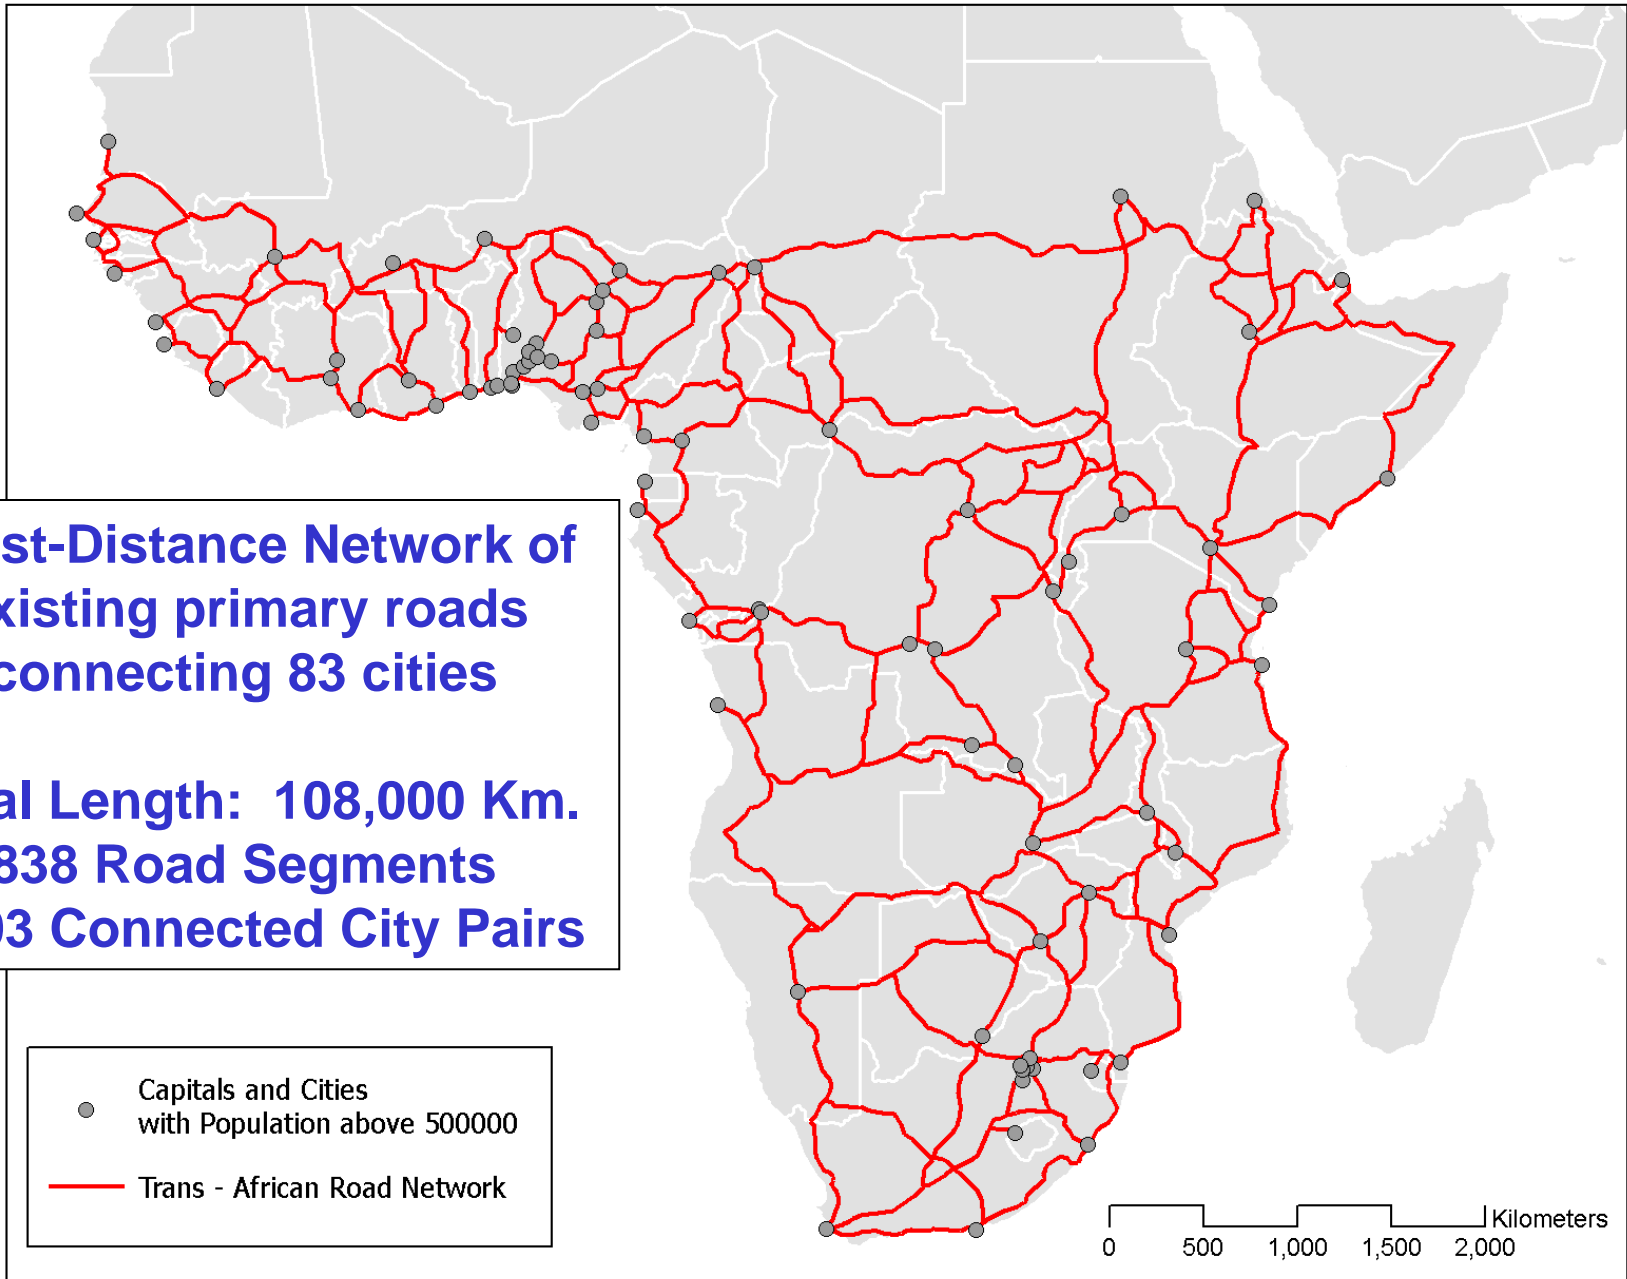 st-Distance Network of
xisting primary roads
connecting 83 cities
al Length: 108,000 Km.
838 Road Segments
93 Connected City Pairs
Capitals and Cities
with Population above 500000
Trans - African Road Network
Kilometers
0 500 1,000 1,500 2,000